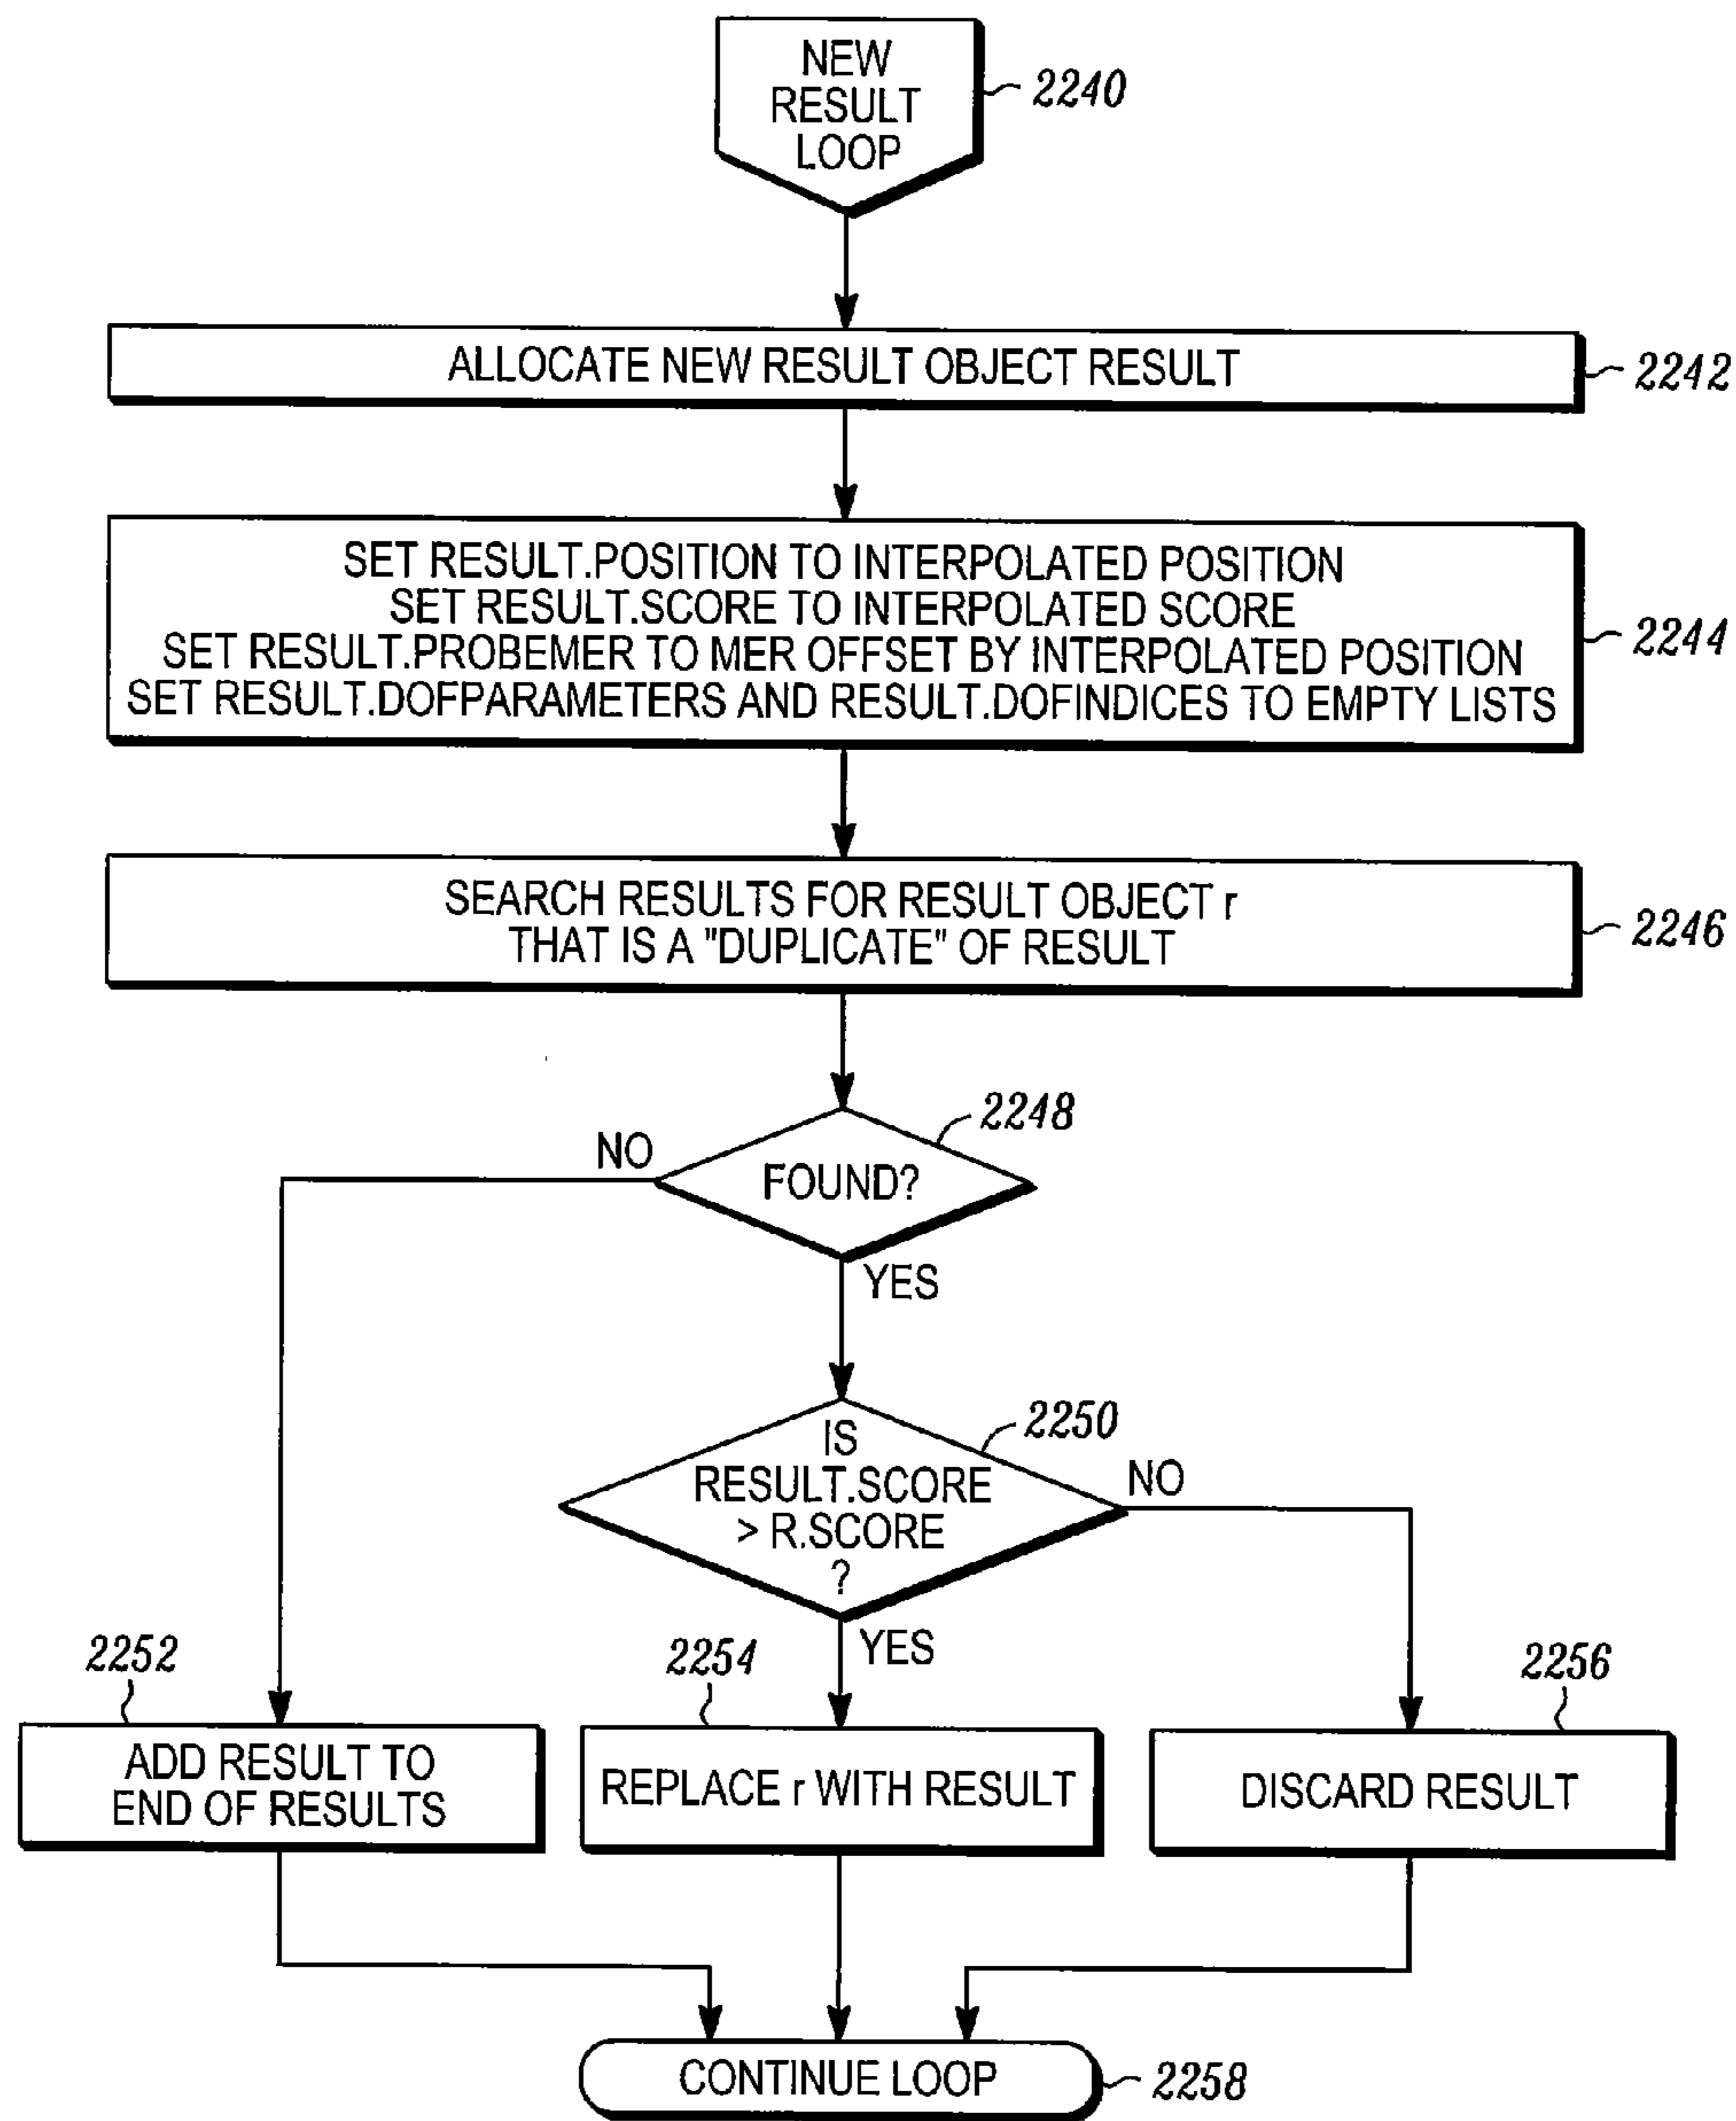 NEW
RESULT
LOOP
2240
ALLOCATE NEW RESULT OBJECT RESULT
2242
SET RESULT.POSITION TO INTERPOLATED POSITION
SET RESULT.SCORE TO INTERPOLATED SCORE
SET RESULT.PROBEMER TO MER OFFSET BY INTERPOLATED POSITION
SET RESULT.DOFPARAMETERS AND RESULT.DOFINDICES TO EMPTY LISTS
2244
SEARCH RESULTS FOR RESULT OBJECT r
THAT IS A "DUPLICATE" OF RESULT
2246
2248
NO
FOUND?
YES
2250
IS
RESULT.SCORE
> R.SCORE
?
NO
YES
2252
ADD RESULT TO
END OF RESULTS
2254
REPLACE r WITH RESULT
2256
DISCARD RESULT
CONTINUE LOOP
2258